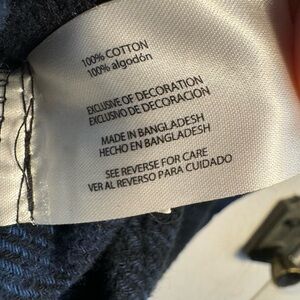 100% COTTON
100% algodón
EXCLUSIVE OF DECORATION
EXCLUSIVO DE DECORACION
MADE IN BANGLADESH
HECHO EN BANGLADESH
SEE REVERSE FOR CARE
VER AL REVERSO PARA CUIDADO